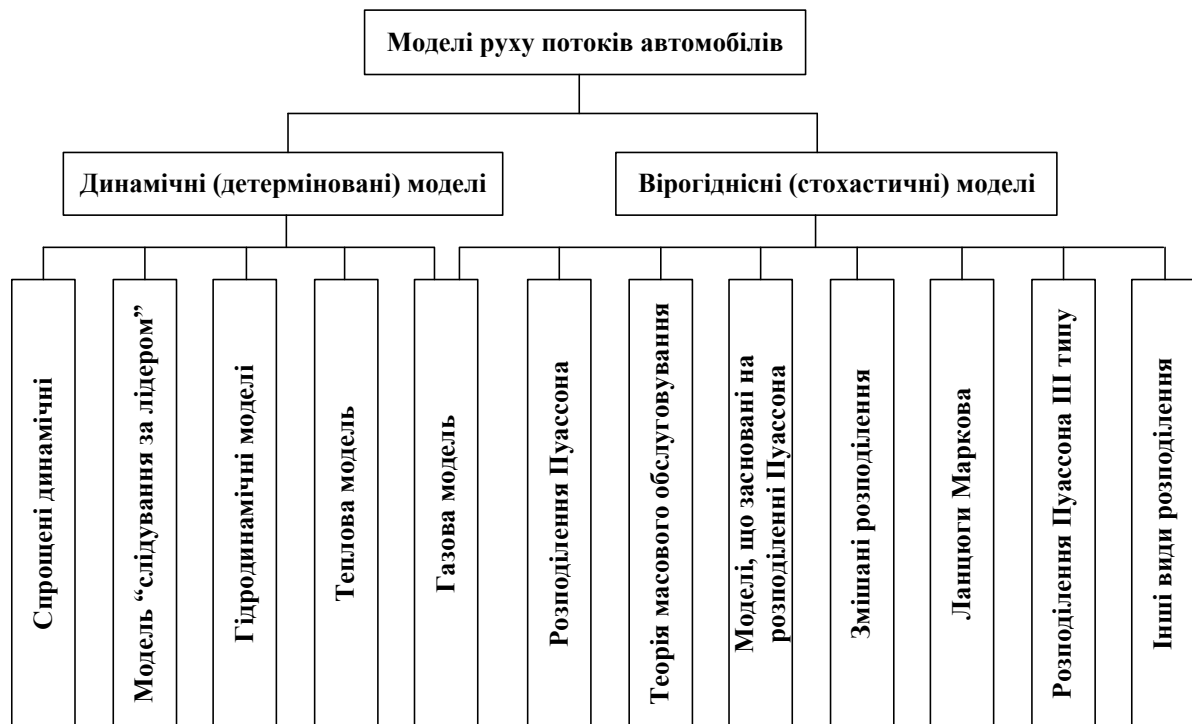 Моделі руху потоків автомобілів
Динамічні (детерміновані) моделі
Вірогіднісні (стохастичні) моделі
Спрощені динамічні
Модель “слідування за лідером”
Гідродинамічні моделі
Теплова модель
Газова модель
Розподілення Пуассона
Теорія масового обслуговування
Моделі, що засновані на
розподіленні Пуассона
Змішані розподілення
Ланцюги Маркова
Розподілення Пуассона III типу
Інші види розподілення